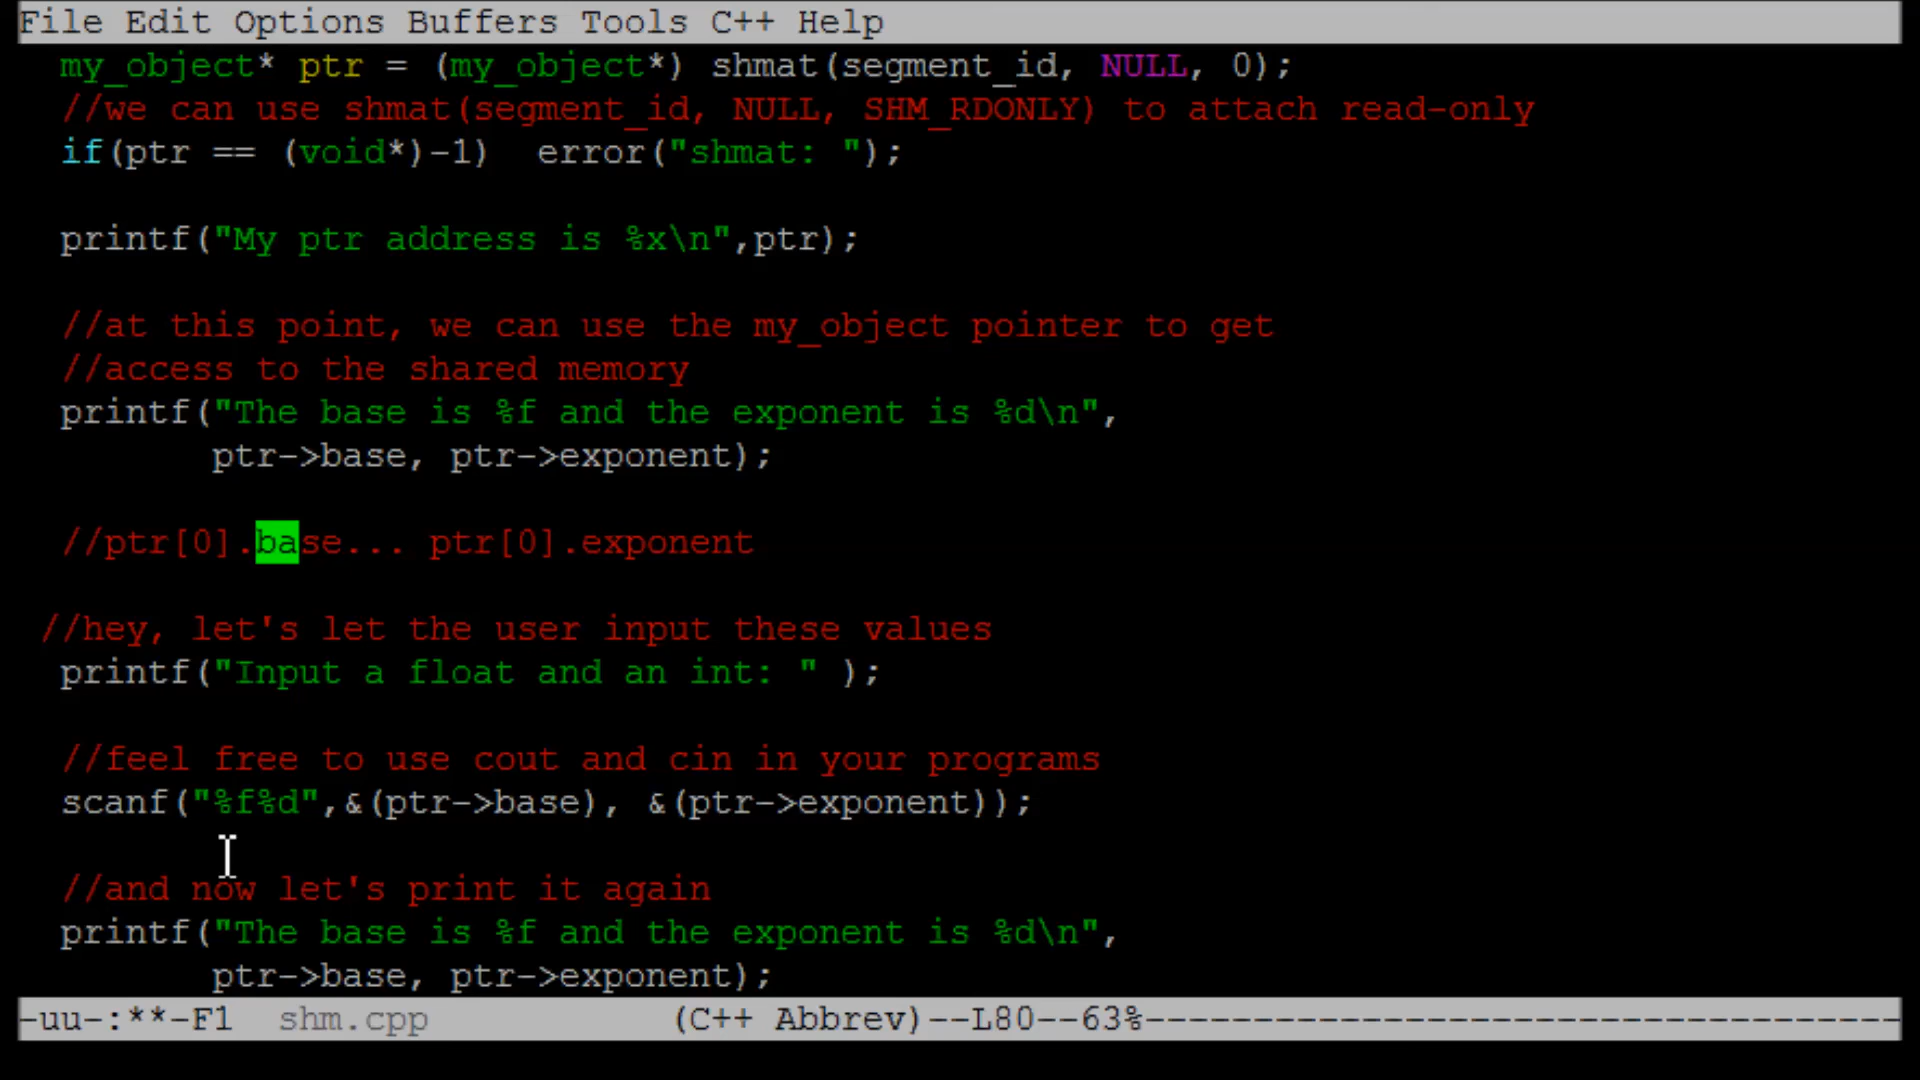 File Edit Options Buffers Tools C++ Help
my_object* ptr = (my_object*) shmat(segment_id, NULL, 0);
//we can use shmat(segment_id, NULL, SHM_RDONLY) to attach read-only
if(ptr == (void*)-1)  error("shmat: ");
printf("My ptr address is %x\n",ptr);
//at this point, we can use the my_object pointer to get
//access to the shared memory
printf("The base is %f and the exponent is %d\n",
ptr->base, ptr->exponent);
//ptr[0].base... ptr[0].exponent
//hey, let's let the user input these values
printf("Input a float and an int: " );
//feel free to use cout and cin in your programs
scanf("%f%d",&(ptr->base), &(ptr->exponent));
//and now let's print it again
printf("The base is %f and the exponent is %d\n",
ptr->base, ptr->exponent);
-uu-:**-F1  shm.cpp  (C++ Abbrev)--L80--63%-----------------------------------